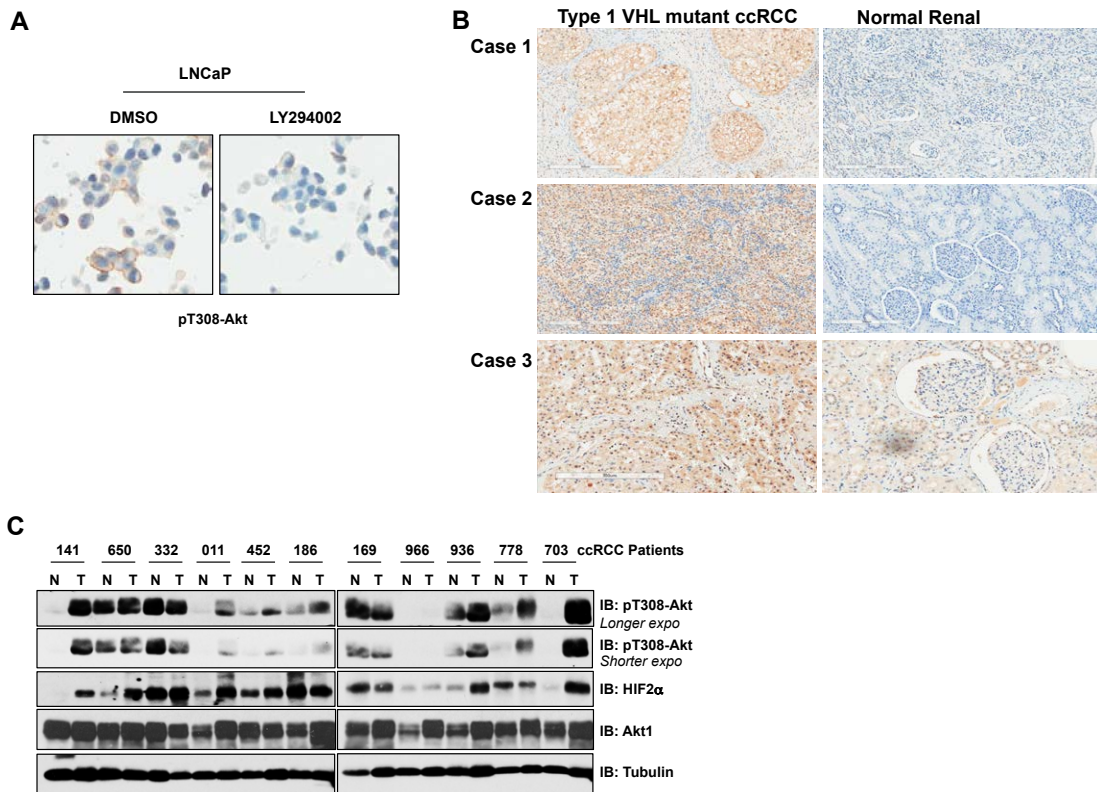 A
LNCaP
DMSO LY294002
pT308-Akt
B
Type 1 VHL mutant ccRCC Normal Renal
Case 1
Case 2
Case 3
C
141 650 332 011 452 186 169 966 936 778 703 ccRCC Patients
N T N T N T N T N T N T N T N T N T N T N T
IB: pT308-Akt
Longer expo
IB: pT308-Akt
Shorter expo
IB: HIF2α
IB: Akt1
IB: Tubulin